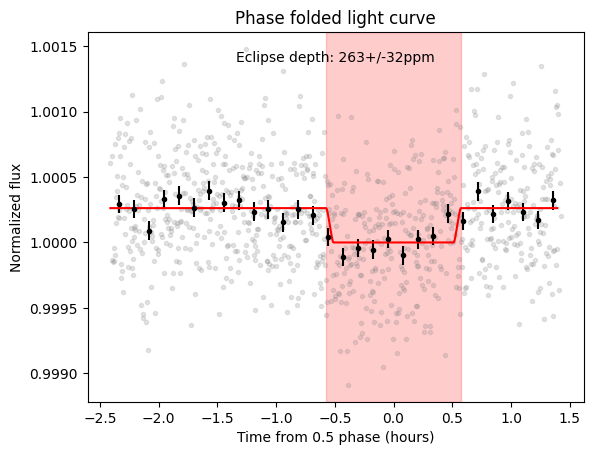 Phase folded light curve
Eclipse depth: 263+/-32ppm
Normalized flux
1.0015
1.0010
1.0005
1.0000
0.9995
0.9990
−2.5 −2.0 −1.5 −1.0 −0.5 0.0 0.5 1.0 1.5
Time from 0.5 phase (hours)